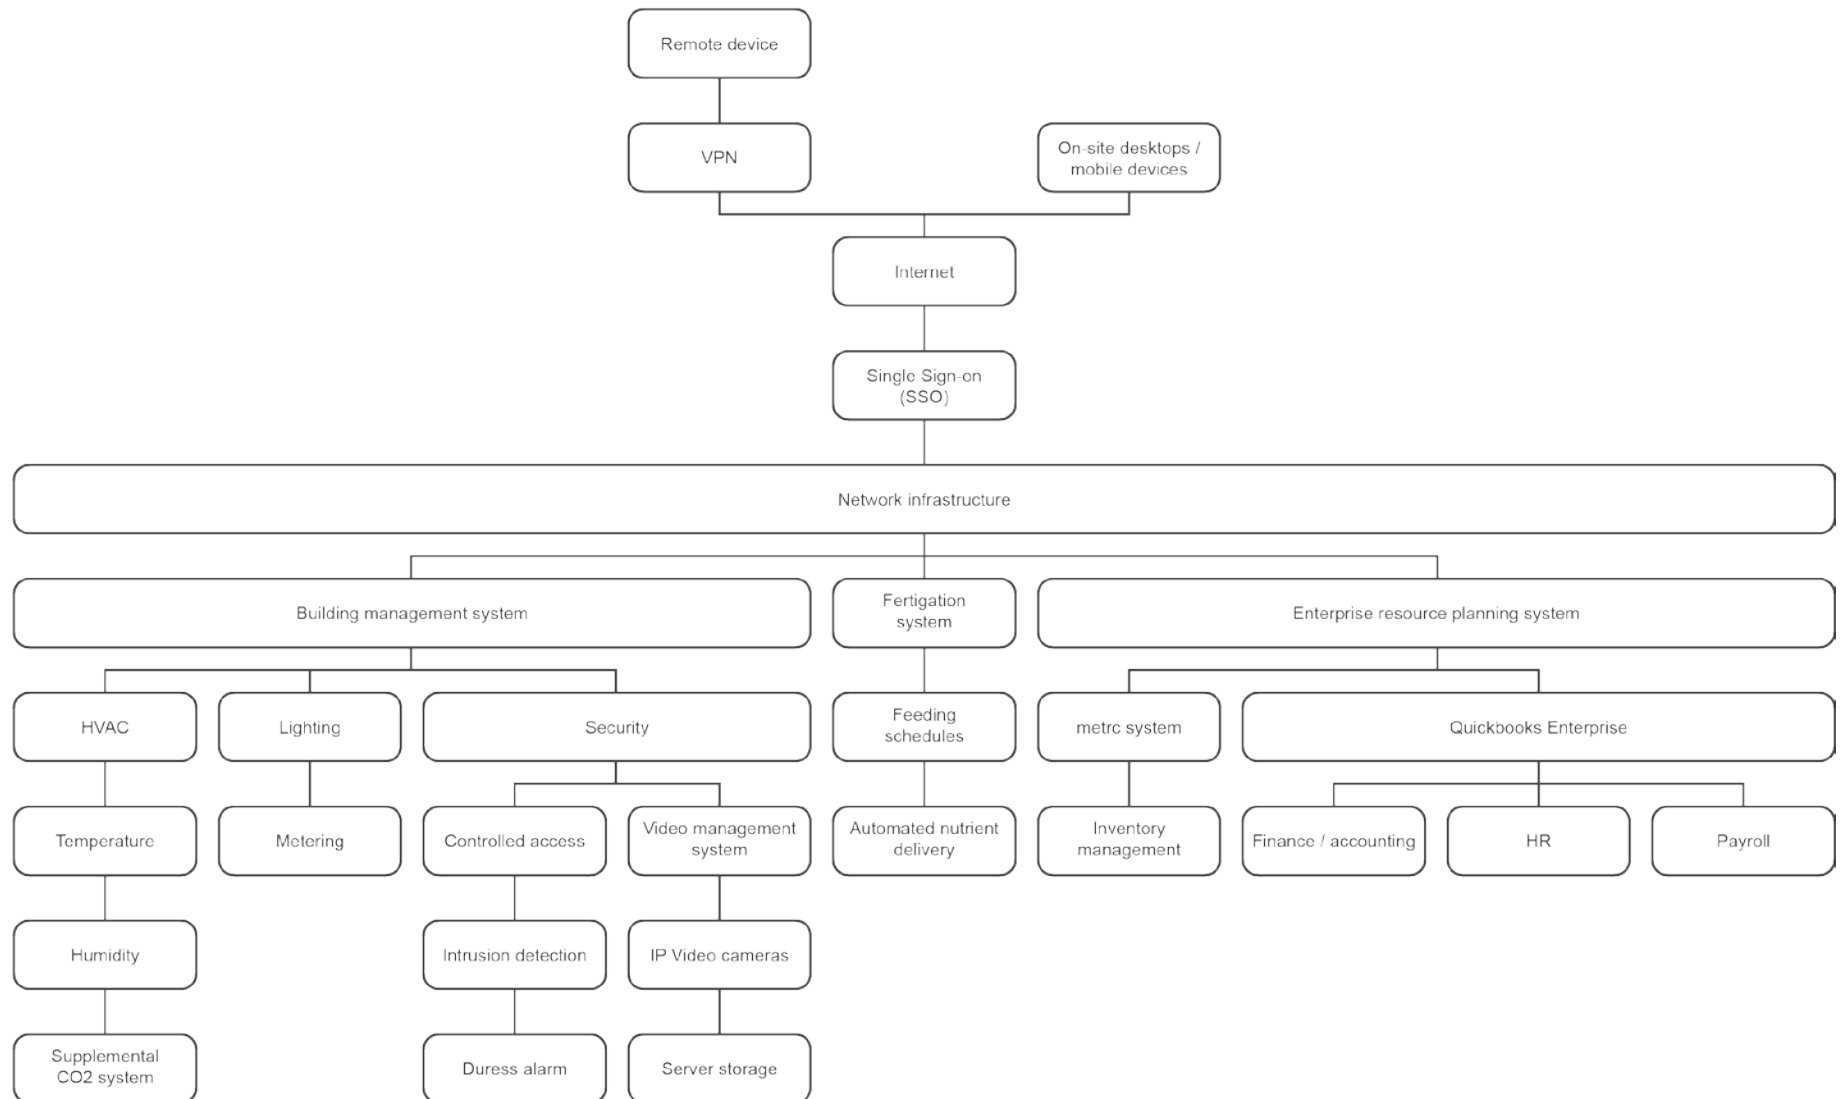 Remote device
VPN
On-site desktops /
mobile devices
Internet
Single Sign-on
(SSO)
Network infrastructure
Building management system
Fertigation
system
Enterprise resource planning system
HVAC
Lighting
Security
Feeding
schedules
metrc system
Quickbooks Enterprise
Temperature
Metering
Controlled access
Video management
system
Automated nutrient
delivery
Inventory
management
Finance / accounting
HR
Payroll
Humidity
Intrusion detection
IP Video cameras
Supplemental
CO2 system
Duress alarm
Server storage